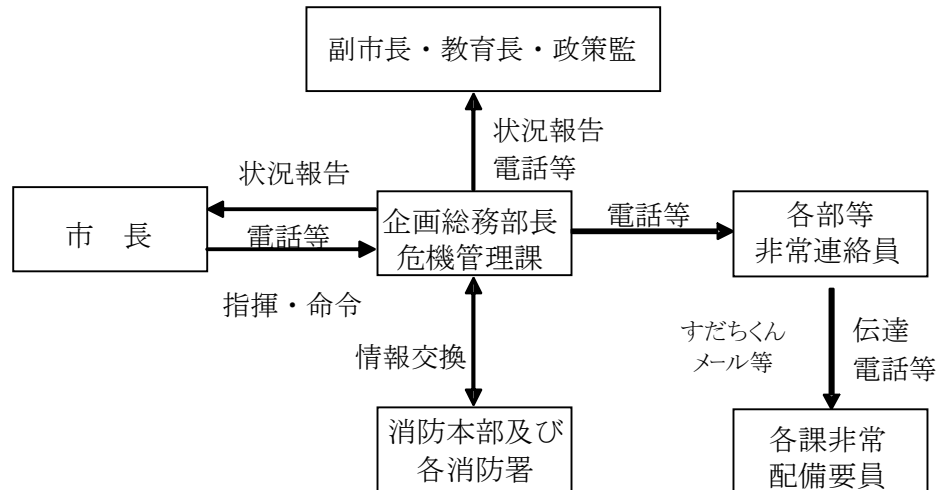 副市長・教育長・政策監
状況報告
電話等
状況報告
市　長
電話等
指揮・命令
企画総務部長
危機管理課
電話等
各部等
非常連絡員
情報交換
すだちくん
メール等
伝達
電話等
消防本部及び
各消防署
各課非常
配備要員